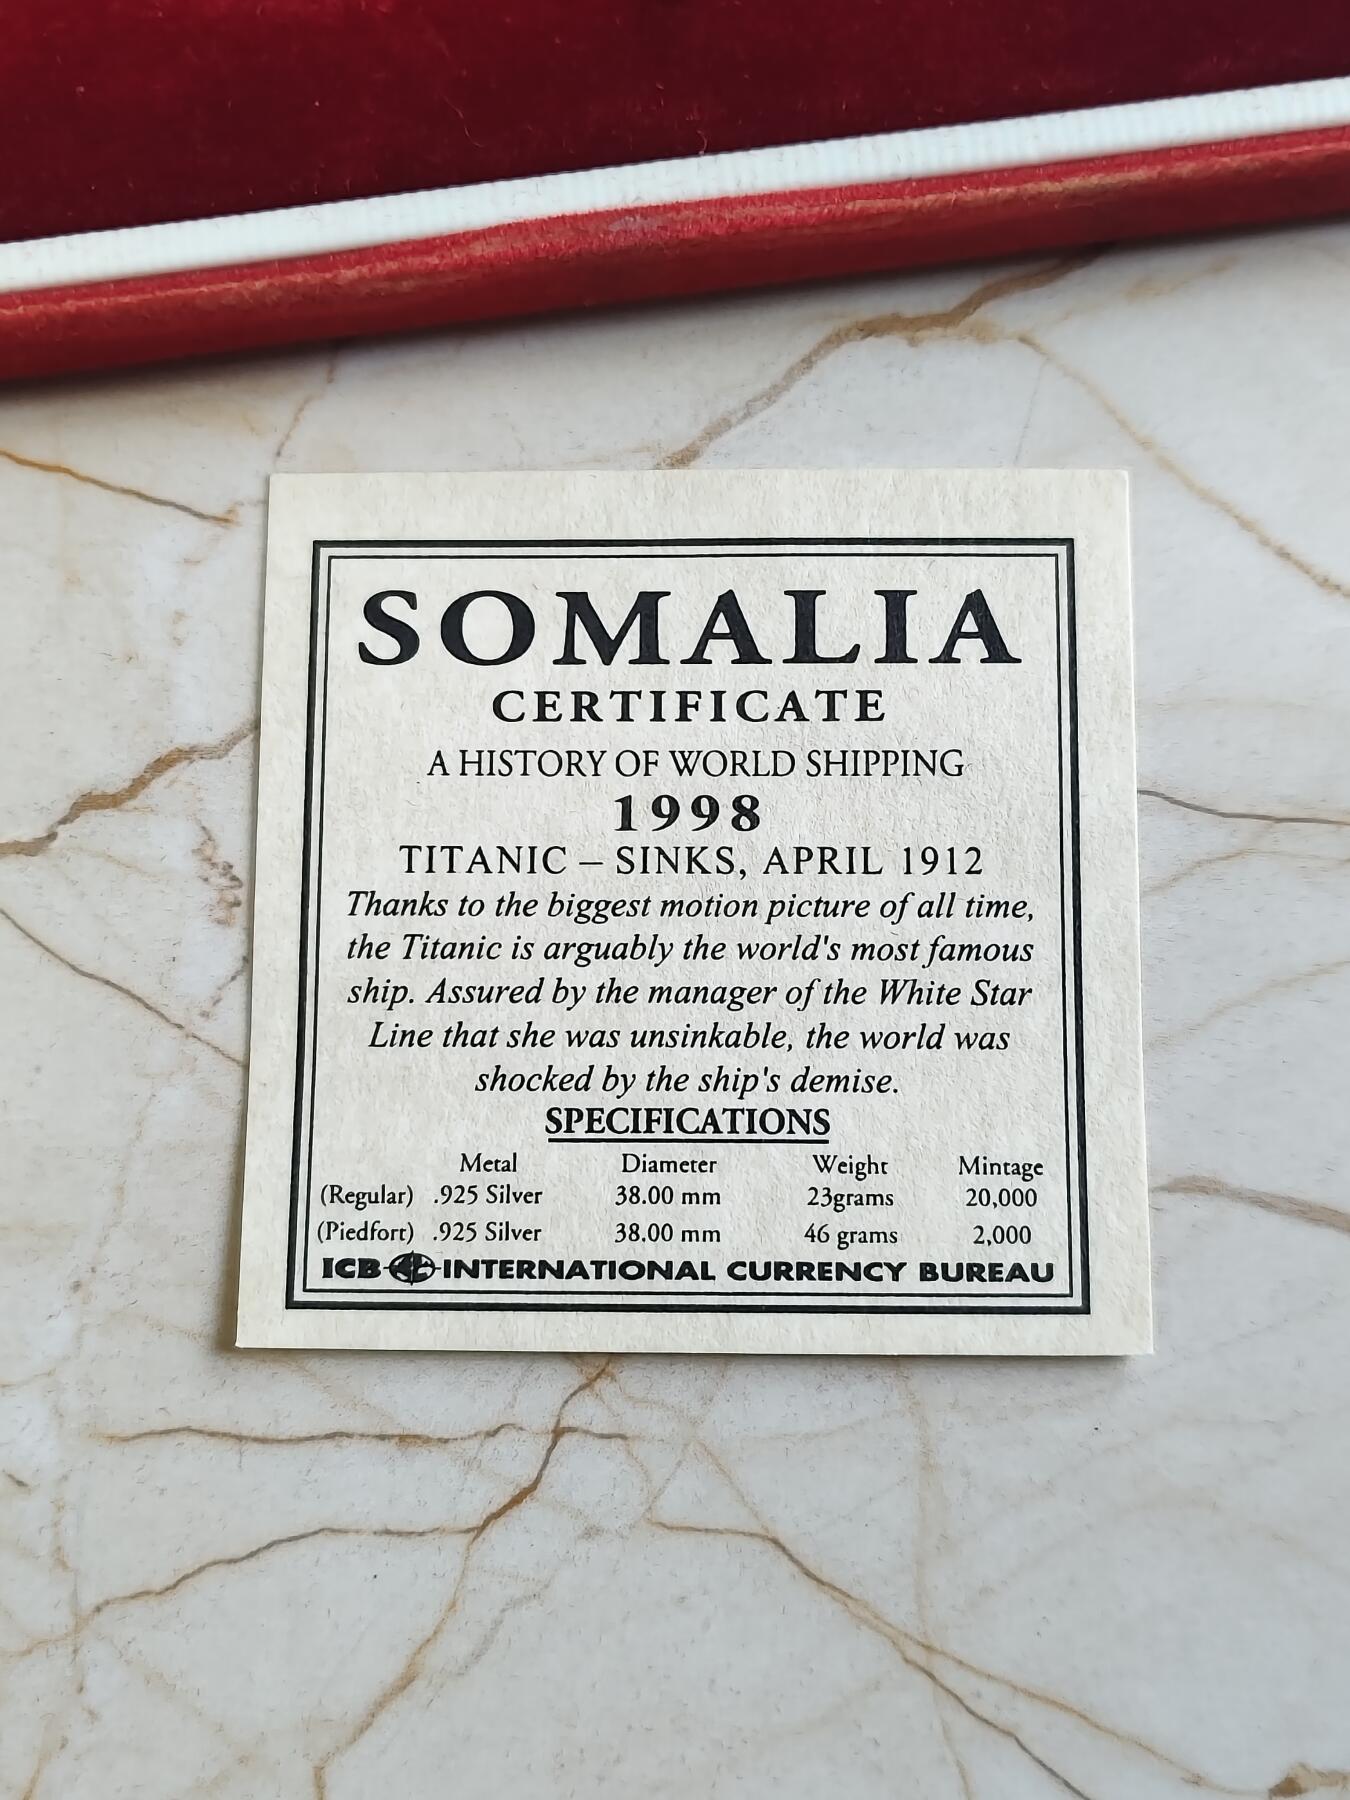 SOMALIA
CERTIFICATE
A HISTORY OF WORLD SHIPPING
1998
TITANIC – SINKS, APRIL 1912
Thanks to the biggest motion picture of all time,
the Titanic is arguably the world's most famous
ship. Assured by the manager of the White Star
Line that she was unsinkable, the world was
shocked by the ship's demise.
SPECIFICATIONS
Metal Diameter Weight Mintage
(Regular) .925 Silver 38.00 mm 23grams 20,000
(Piedfort) .925 Silver 38.00 mm 46 grams 2,000
ICB INTERNATIONAL CURRENCY BUREAU